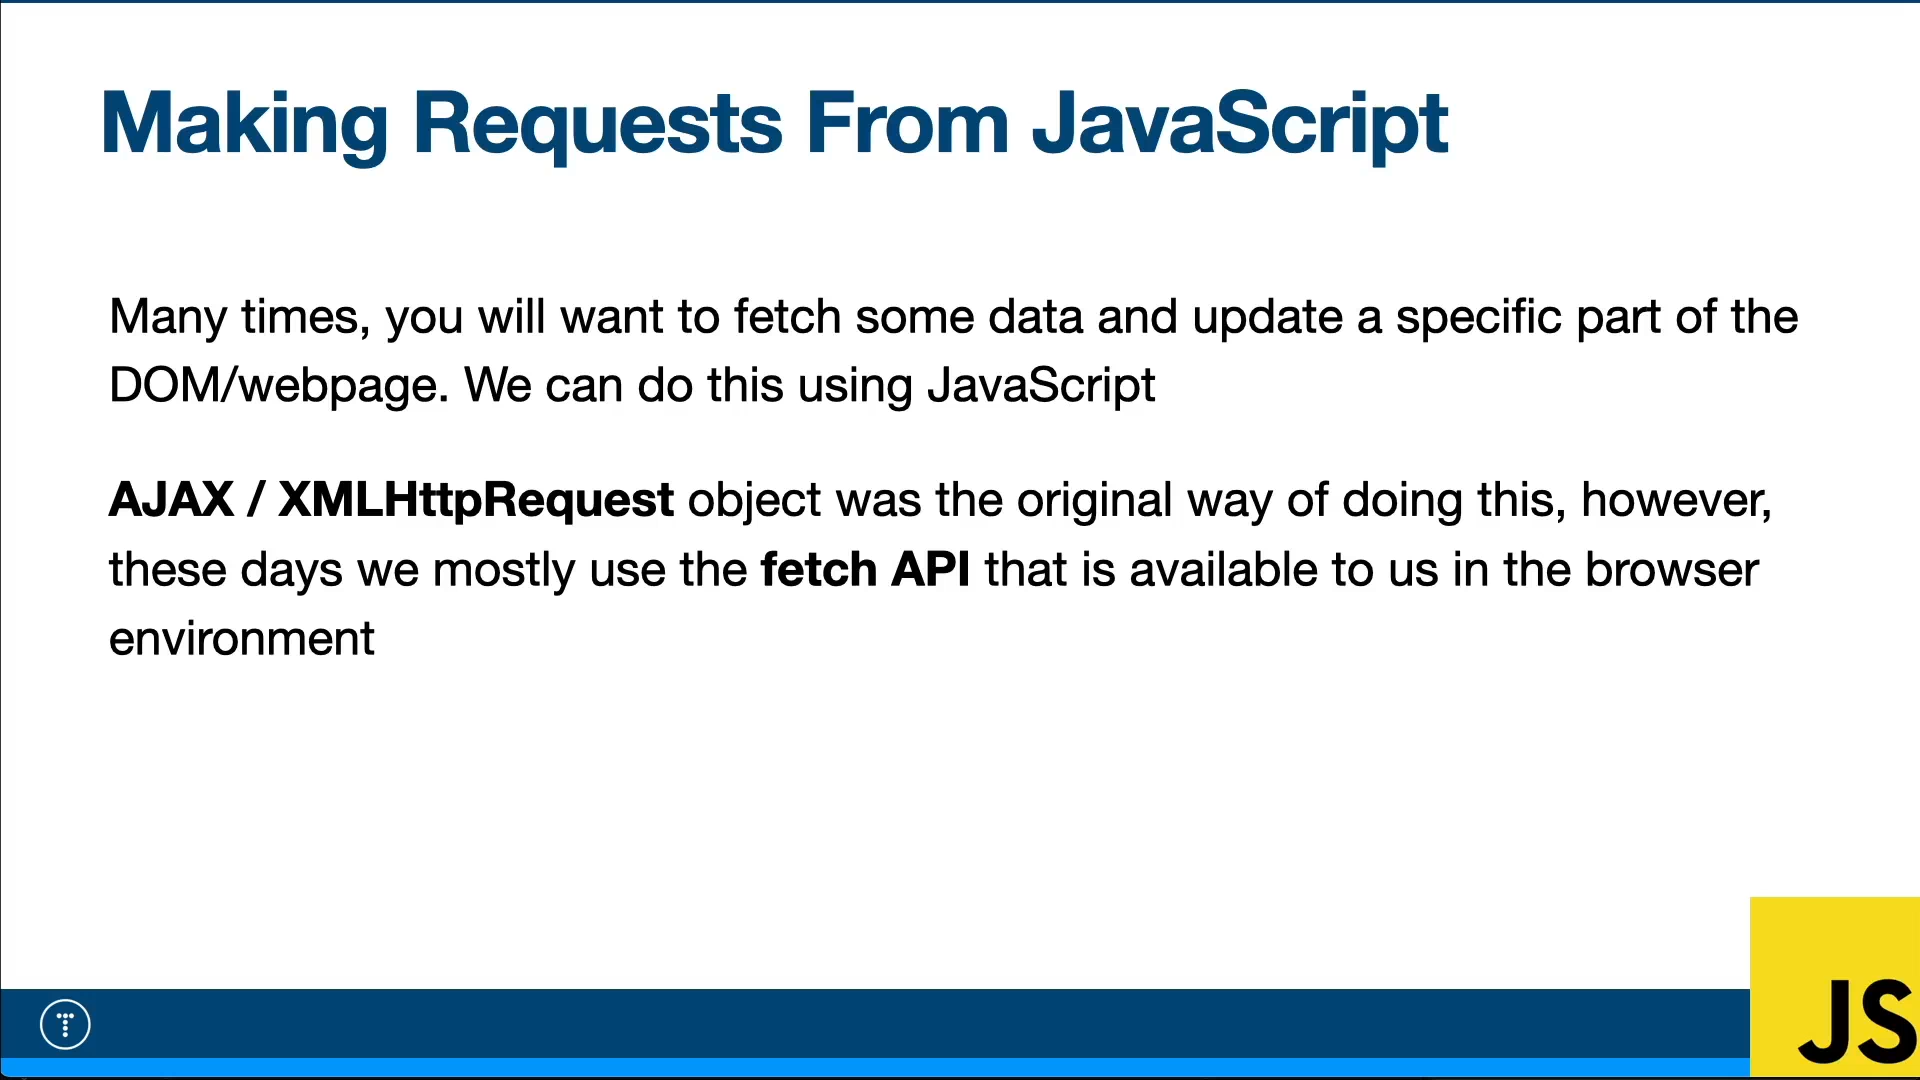 Making Requests From JavaScript
Many times, you will want to fetch some data and update a specific part of the
DOM/webpage. We can do this using JavaScript
AJAX / XMLHttpRequest object was the original way of doing this, however,
these days we mostly use the fetch API that is available to us in the browser
environment
T
JS